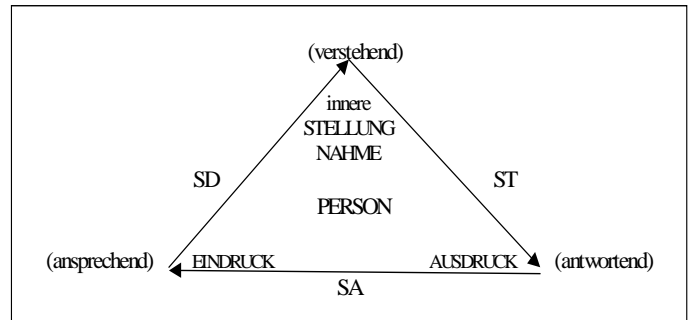 (verstehend)
innere
STELLUNG
NAHME
SD
ST
PERSON
(ansprechend) EINDRUCK AUSDRUCK (antwortend)
SA